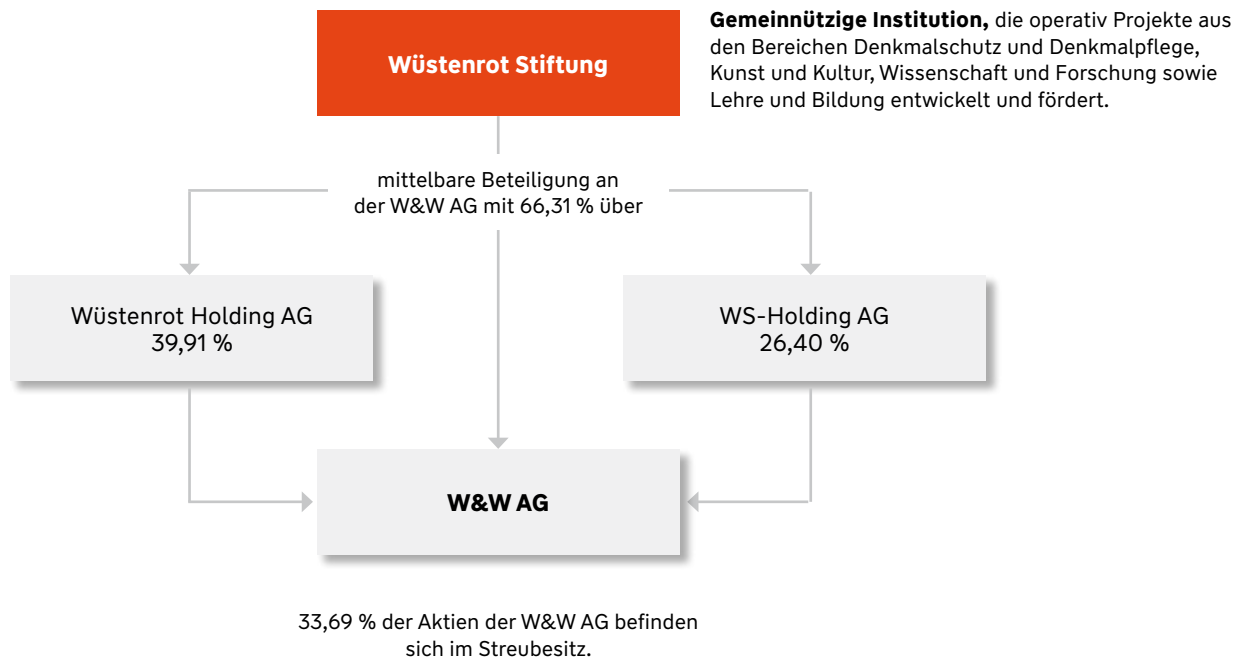 Wüstenrot Stiftung
Gemeinnützige Institution, die operativ Projekte aus
den Bereichen Denkmalschutz und Denkmalpflege,
Kunst und Kultur, Wissenschaft und Forschung sowie
Lehre und Bildung entwickelt und fördert.
mittelbare Beteiligung an
der W&W AG mit 66,31 % über
Wüstenrot Holding AG
39,91 %
WS-Holding AG
26,40 %
W&W AG
33,69 % der Aktien der W&W AG befinden
sich im Streubesitz.